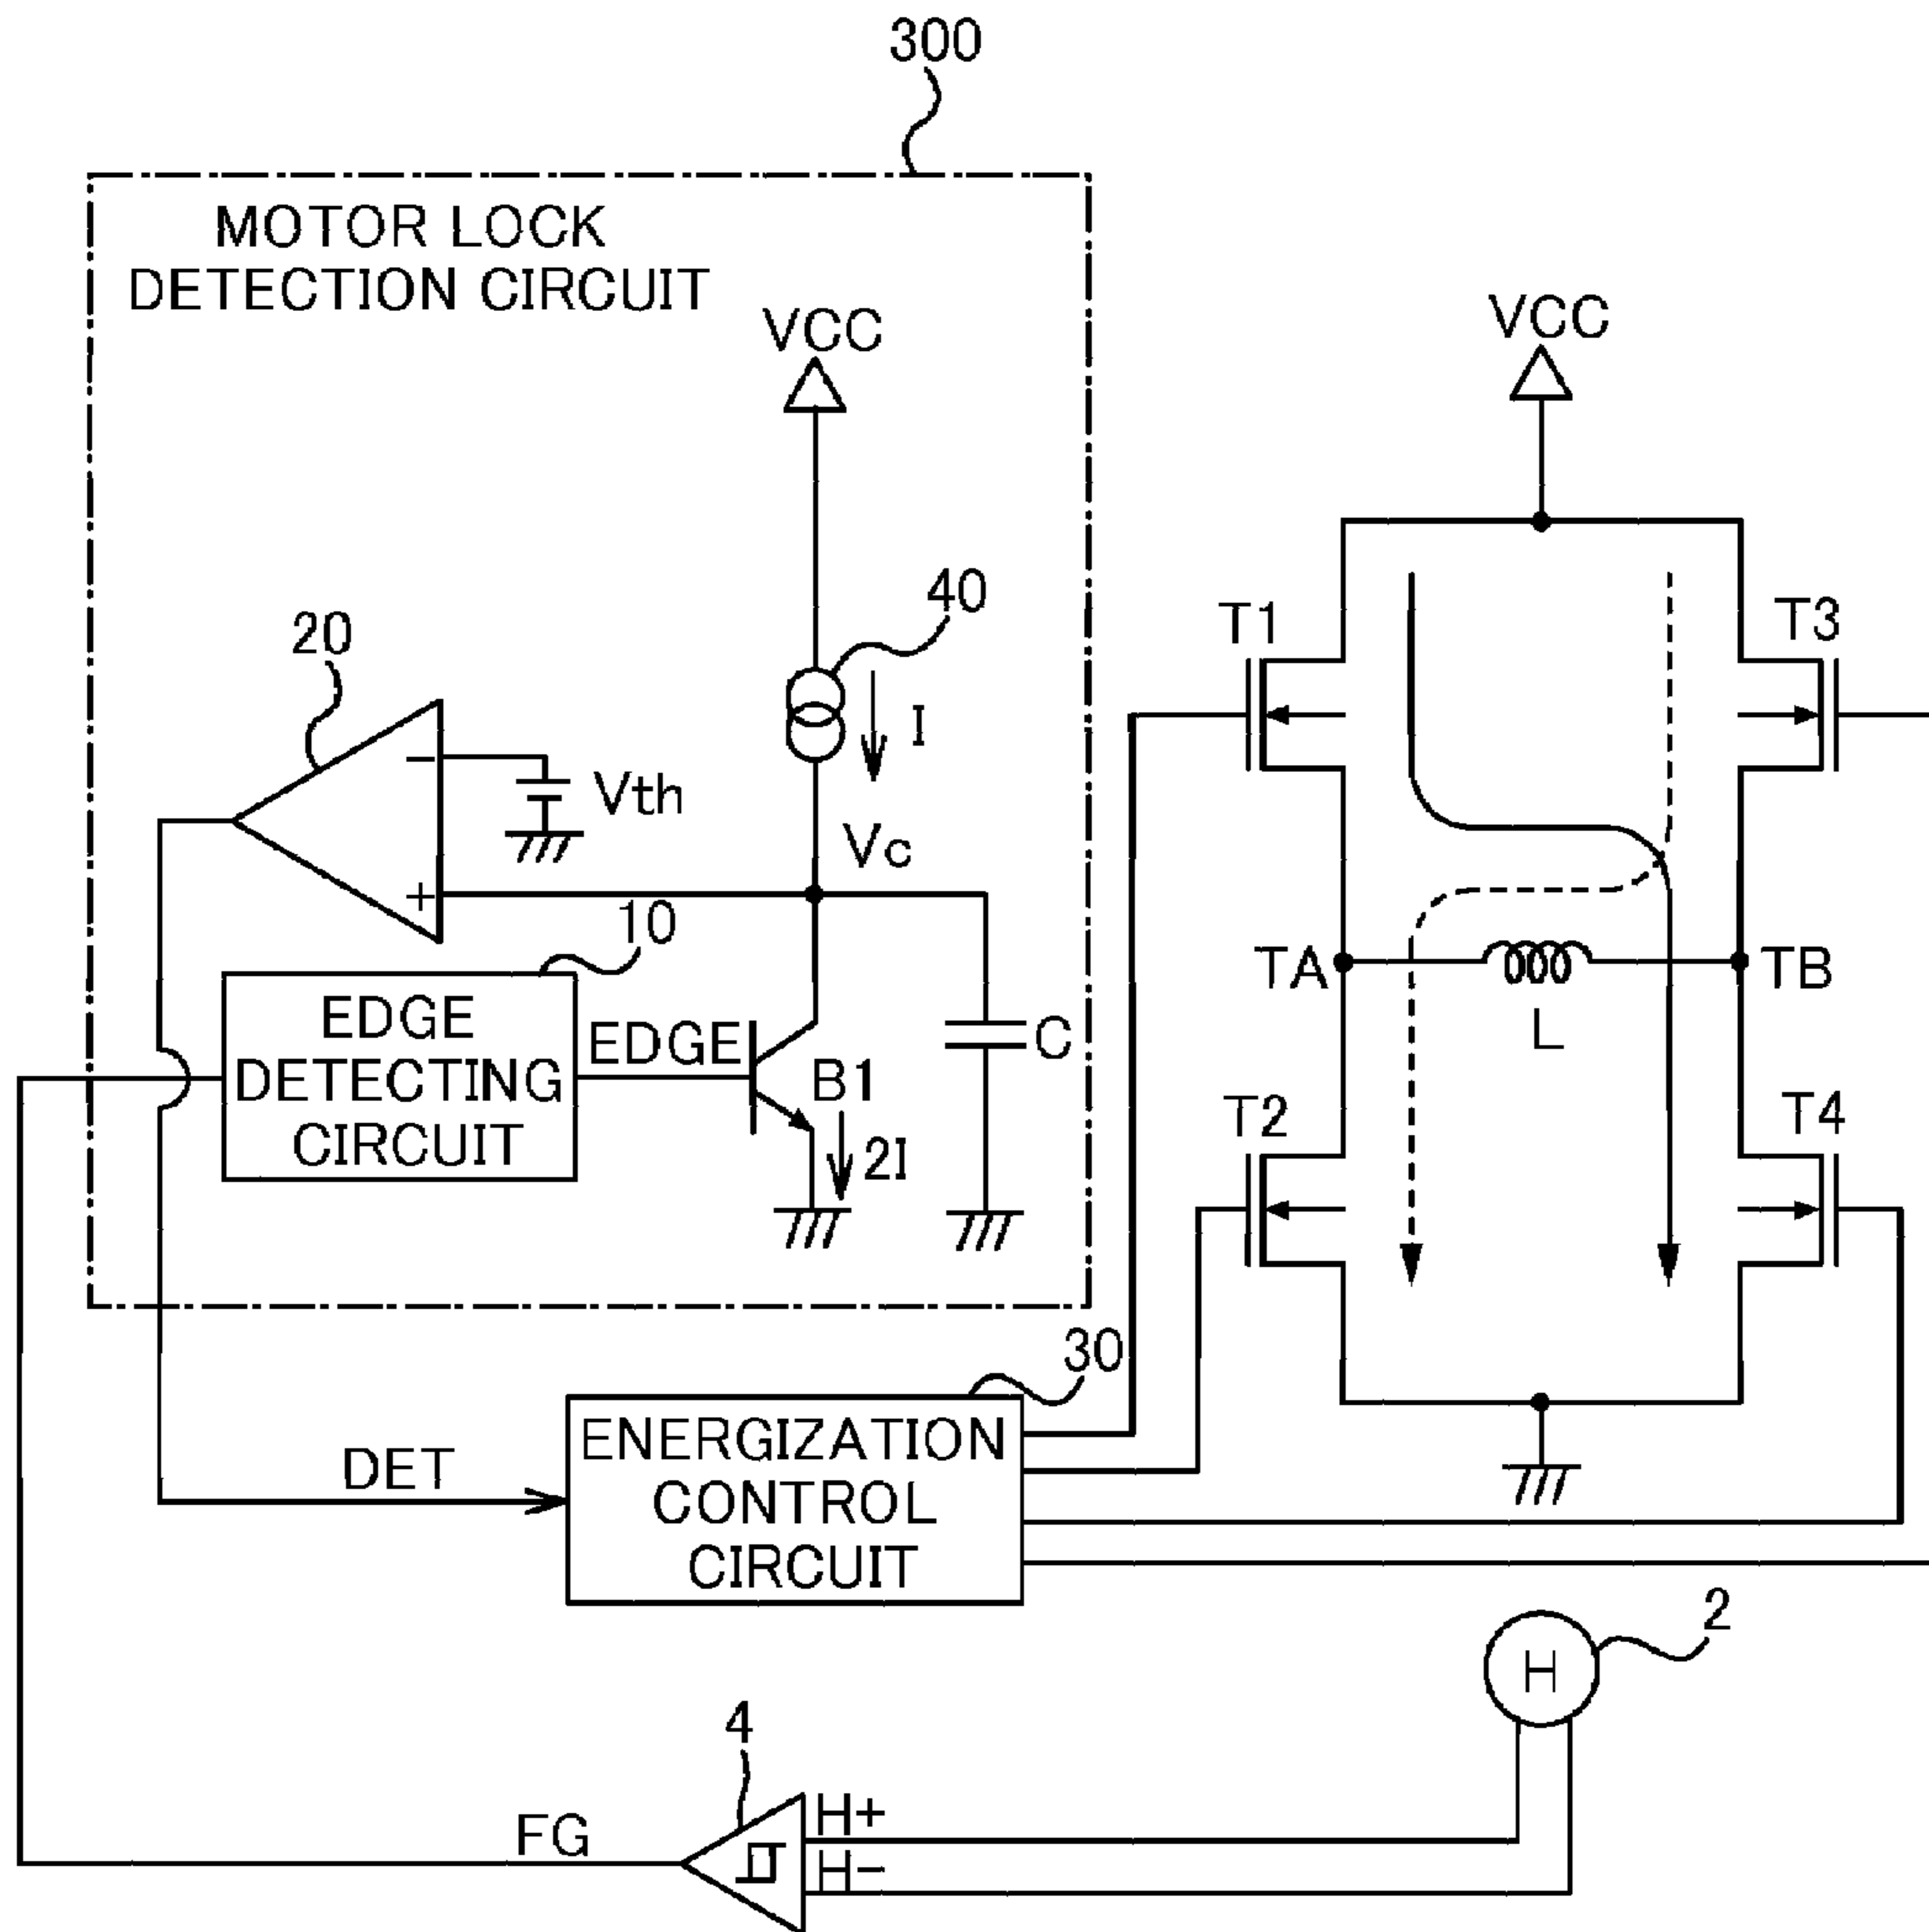 300
MOTOR LOCK
DETECTION CIRCUIT
VCC
VCC
40
20
T1
T3
I
−
Vth
Vc
+
10
TA
TB
L
EDGE
DETECTING
CIRCUIT
EDGE
B1
C
2I
T2
T4
30
ENERGIZATION
CONTROL
CIRCUIT
DET
2
H
4
H+
H−
FG